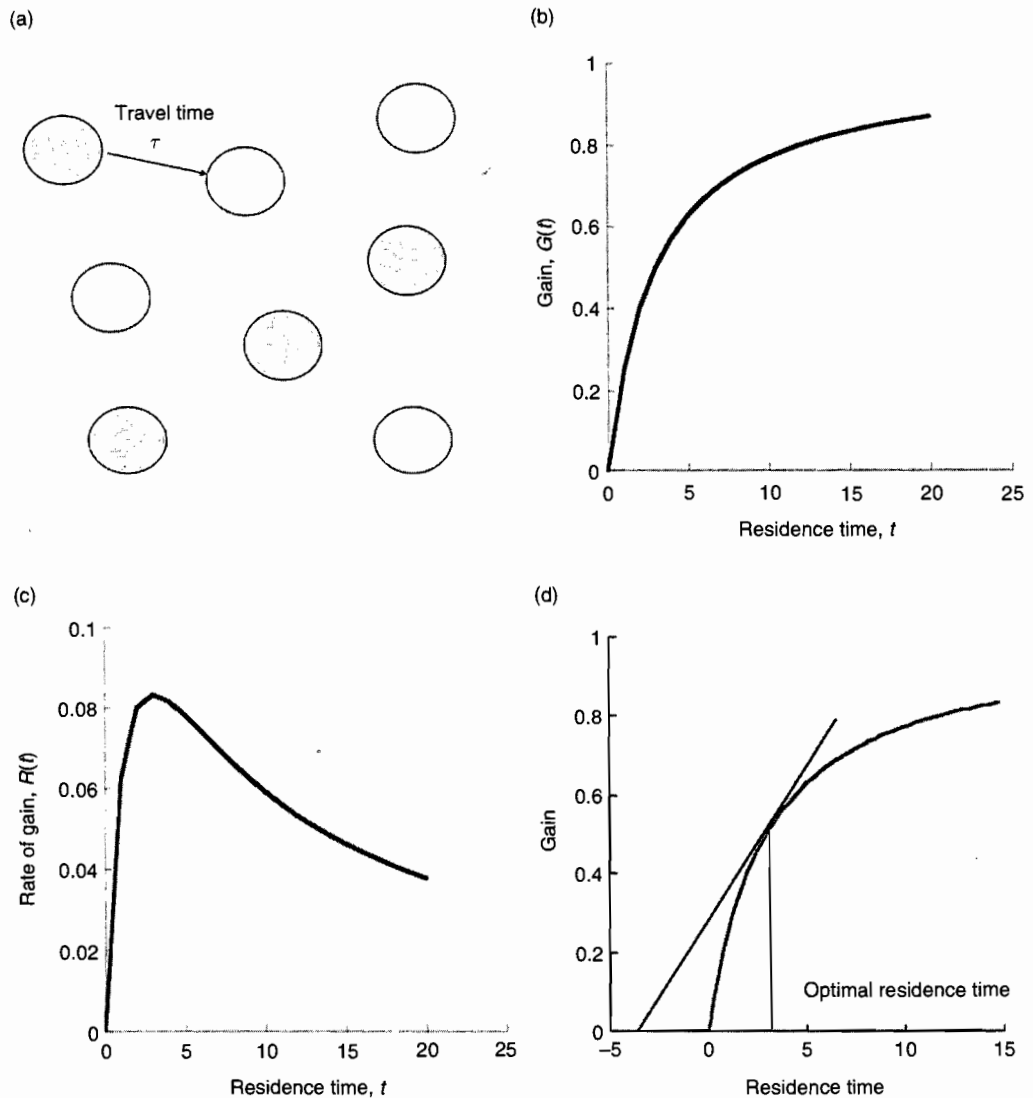 (a)
Travel time
τ
(b)
1
0.8
0.6
0.4
0.2
0
0 5 10 15 20 25
Gain, G(t)
Residence time, t
(c)
0.1
0.08
0.06
0.04
0.02
0
0 5 10 15 20 25
Rate of gain, R(t)
Residence time, t
(d)
1
0.8
0.6
0.4
0.2
0
–5 0 5 10 15
Gain
Optimal residence time
Residence time